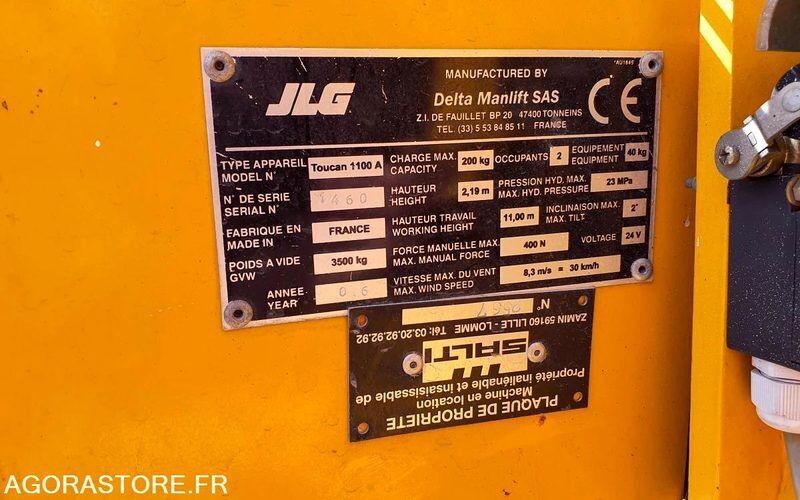 JLG
MANUFACTURED BY
Delta Manlift SAS
Z.I. DE FAUILLET BP 20 47400 TONNEINS
TEL. (33) 5 53 84 85 11 FRANCE
CE
TYPE APPAREIL
MODEL N°
Toucan 1100 A
CHARGE MAX.
CAPACITY
200 kg
OCCUPANTS
2
EQUIPEMENT
EQUIPMENT
40 kg
N° DE SERIE
SERIAL N°
1460
HAUTEUR
HEIGHT
2,19 m
PRESSION HYD. MAX.
MAX. HYD. PRESSURE
23 MPs
FABRIQUE EN
MADE IN
FRANCE
HAUTEUR TRAVAIL
WORKING HEIGHT
11,00 m
INCLINAISON MAX.
MAX. TILT.
2°
POIDS A VIDE
GVW
3500 kg
FORCE MANUELLE MAX.
MAX. MANUAL FORCE
400 N
VOLTAGE
24 V
ANNEE
YEAR
0.6
VITESSE MAX. DU VENT
MAX. WIND SPEED
8,3 m/s = 30 km/h
PLAQUE DE PROPRIETE
Machine en location
Propriété inaliénable et insaisissable de
SALTI
ZAMIN 59160 LILLE - LOMME Tél: 03.20.92.92.92
N°
AGORASTORE.FR